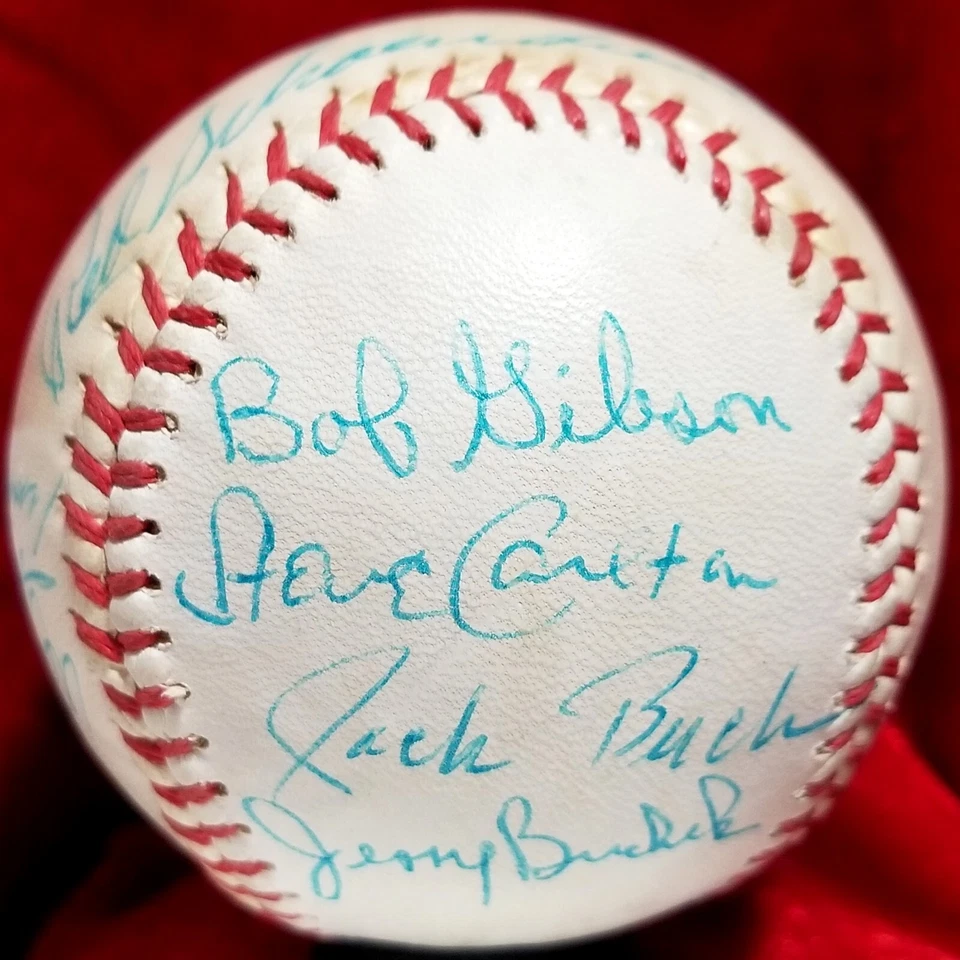 Bob Gibson
Steve Carlton
Jack Buck
Jerry Buchek